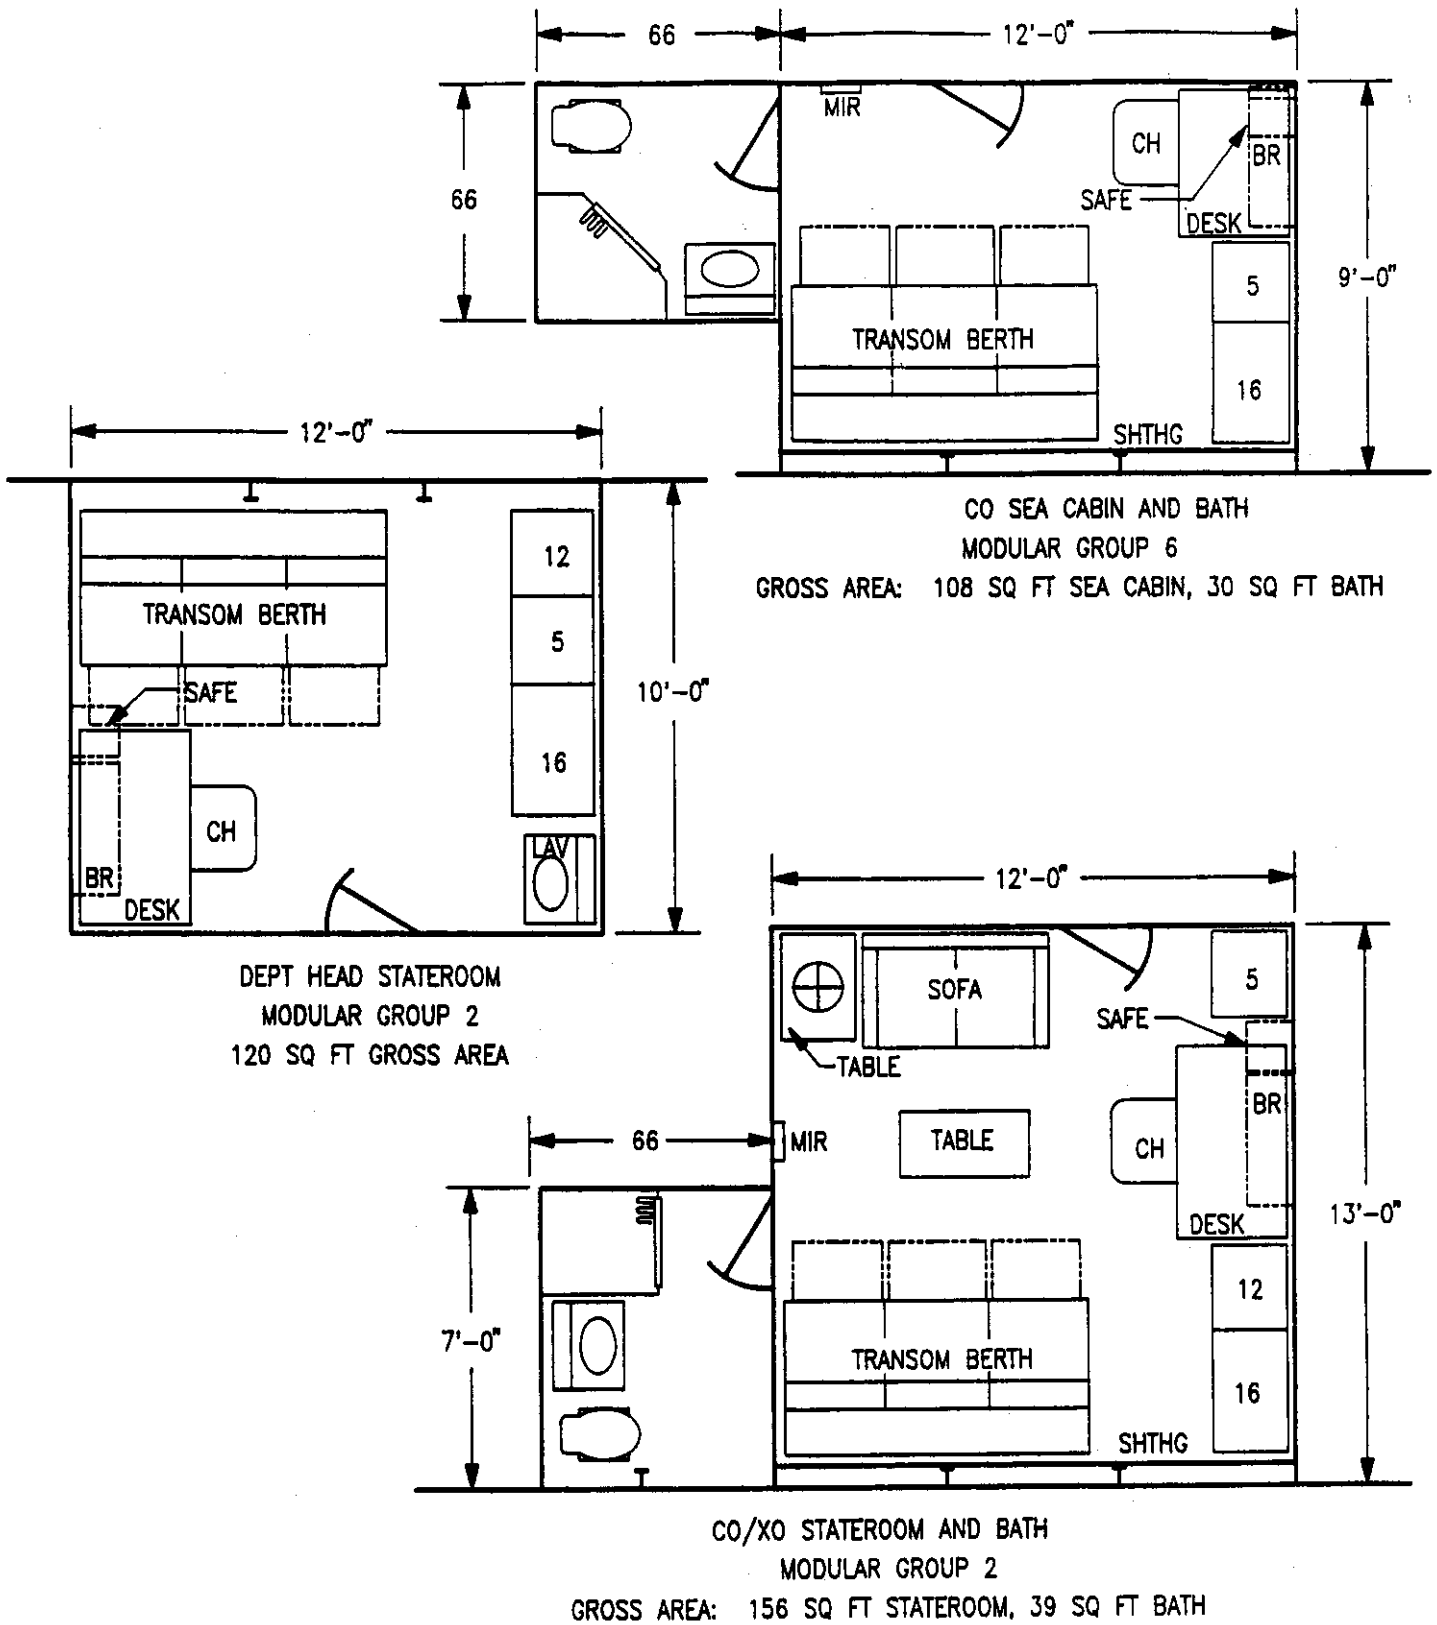 66
12'-0"
MIR
CH
BR
66
SAFE
DESK
5
9'-0"
TRANSOM BERTH
16
SHTHG
CO SEA CABIN AND BATH
MODULAR GROUP 6
GROSS AREA: 108 SQ FT SEA CABIN, 30 SQ FT BATH
12'-0"
12
TRANSOM BERTH
5
SAFE
10'-0"
16
CH
LAV
BR
DESK
DEPT HEAD STATEROOM
MODULAR GROUP 2
120 SQ FT GROSS AREA
12'-0"
SOFA
5
SAFE
TABLE
BR
66
MIR
TABLE
CH
13'-0"
DESK
12
7'-0"
TRANSOM BERTH
16
SHTHG
CO/XO STATEROOM AND BATH
MODULAR GROUP 2
GROSS AREA: 156 SQ FT STATEROOM, 39 SQ FT BATH